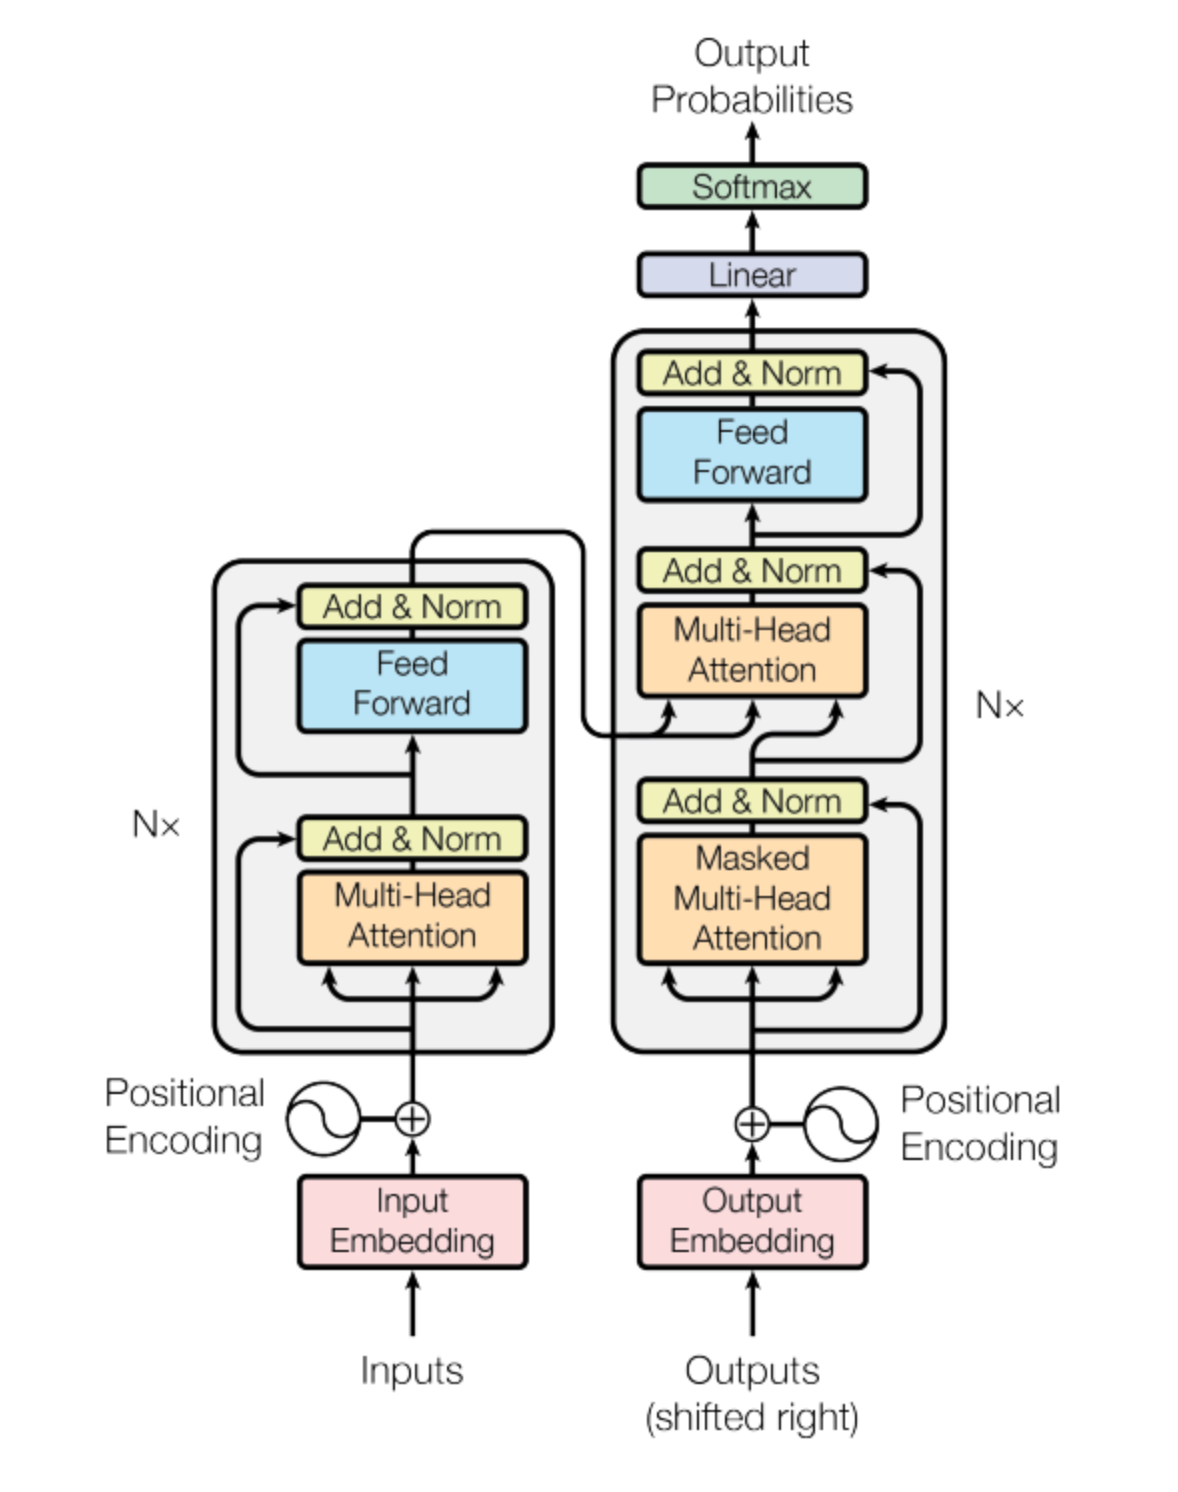 Output
Probabilities
Softmax
Linear
Add & Norm
Feed
Forward
Add & Norm
Multi-Head
Attention
Add & Norm
Masked
Multi-Head
Attention
Nx
Positional
Encoding
Output
Embedding
Outputs
(shifted right)
Add & Norm
Feed
Forward
Add & Norm
Multi-Head
Attention
Nx
Positional
Encoding
Input
Embedding
Inputs